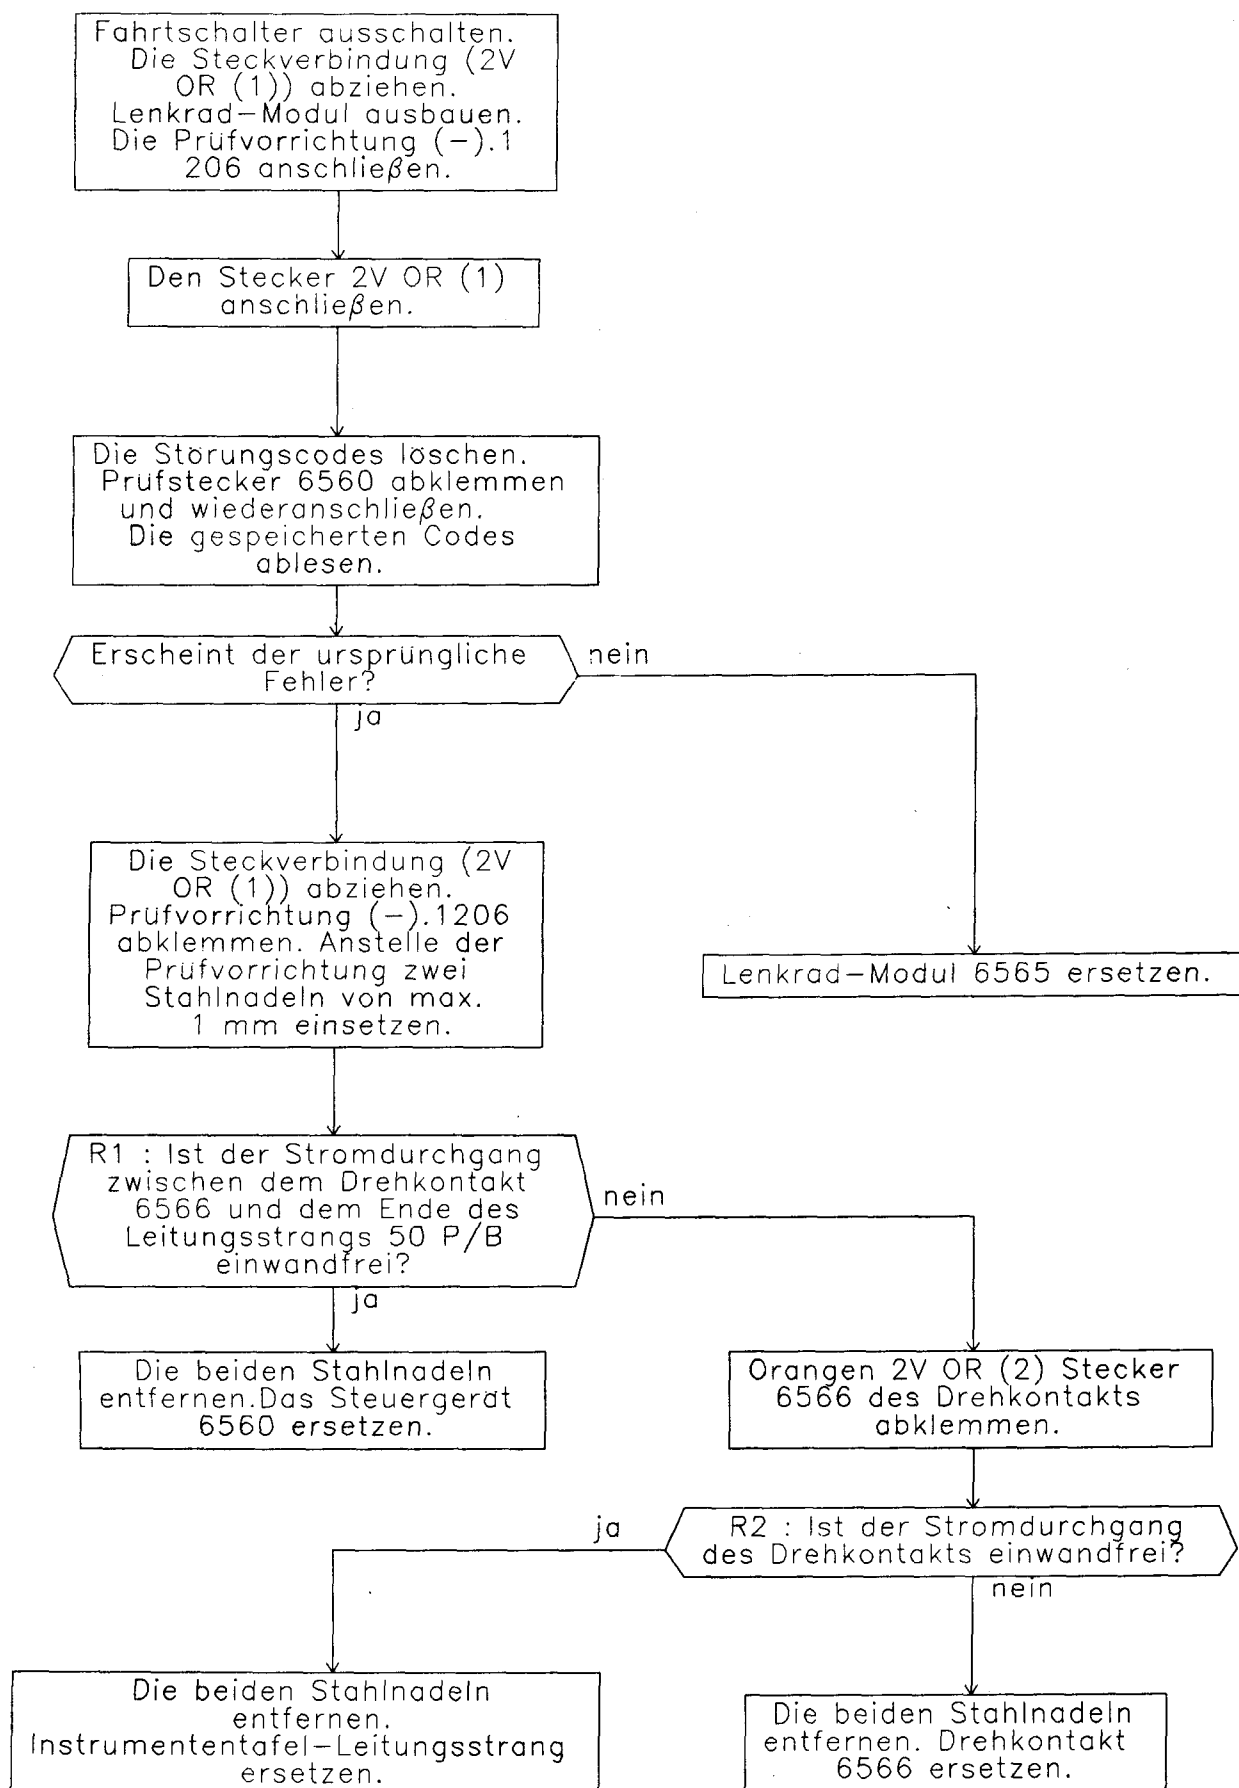 Fahrtschalter ausschalten.
Die Steckverbindung (2V
OR (1)) abziehen.
Lenkrad-Modul ausbauen.
Die Prüfvorrichtung (-).1
206 anschließen.
Den Stecker 2V OR (1)
anschließen.
Die Störungscodes löschen.
Prüfstecker 6560 abklemmen
und wiederanschließen.
Die gespeicherten Codes
ablesen.
Erscheint der ursprüngliche
Fehler?
nein
ja
Die Steckverbindung (2V
OR (1)) abziehen.
Prüfvorrichtung (-).1206
abklemmen. Anstelle der
Prüfvorrichtung zwei
Stahlnadeln von max.
1 mm einsetzen.
Lenkrad-Modul 6565 ersetzen.
R1 : Ist der Stromdurchgang
zwischen dem Drehkontakt
6566 und dem Ende des
Leitungsstrangs 50 P/B
einwandfrei?
nein
ja
Die beiden Stahlnadeln
entfernen.Das Steuergerät
6560 ersetzen.
Orangen 2V OR (2) Stecker
6566 des Drehkontakts
abklemmen.
R2 : Ist der Stromdurchgang
des Drehkontakts einwandfrei?
ja
nein
Die beiden Stahlnadeln
entfernen.
Instrumententafel-Leitungsstrang
ersetzen.
Die beiden Stahlnadeln
entfernen. Drehkontakt
6566 ersetzen.